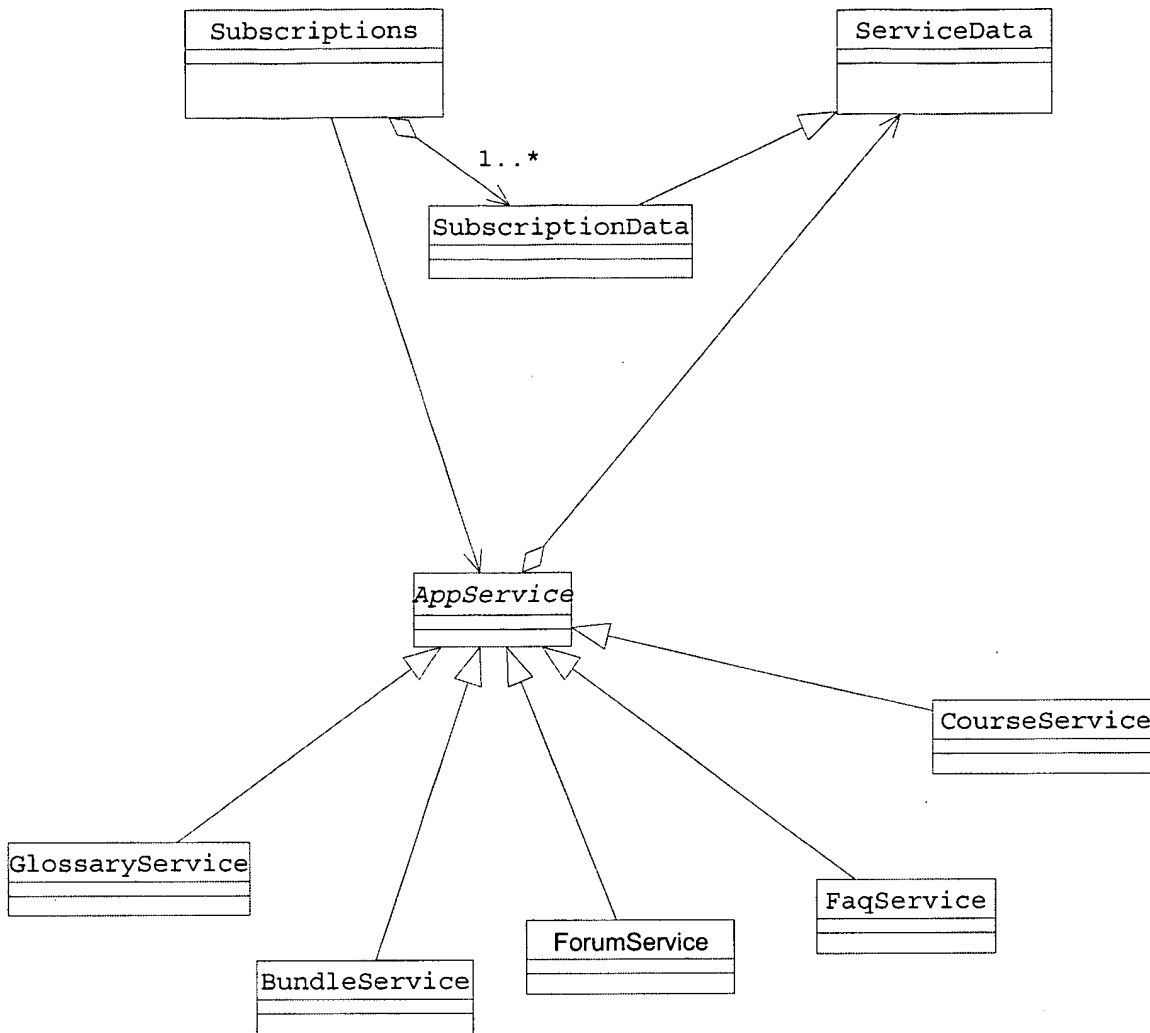 Subscriptions
ServiceData
1..*
SubscriptionData
AppService
CourseService
GlossaryService
FaqService
ForumService
BundleService